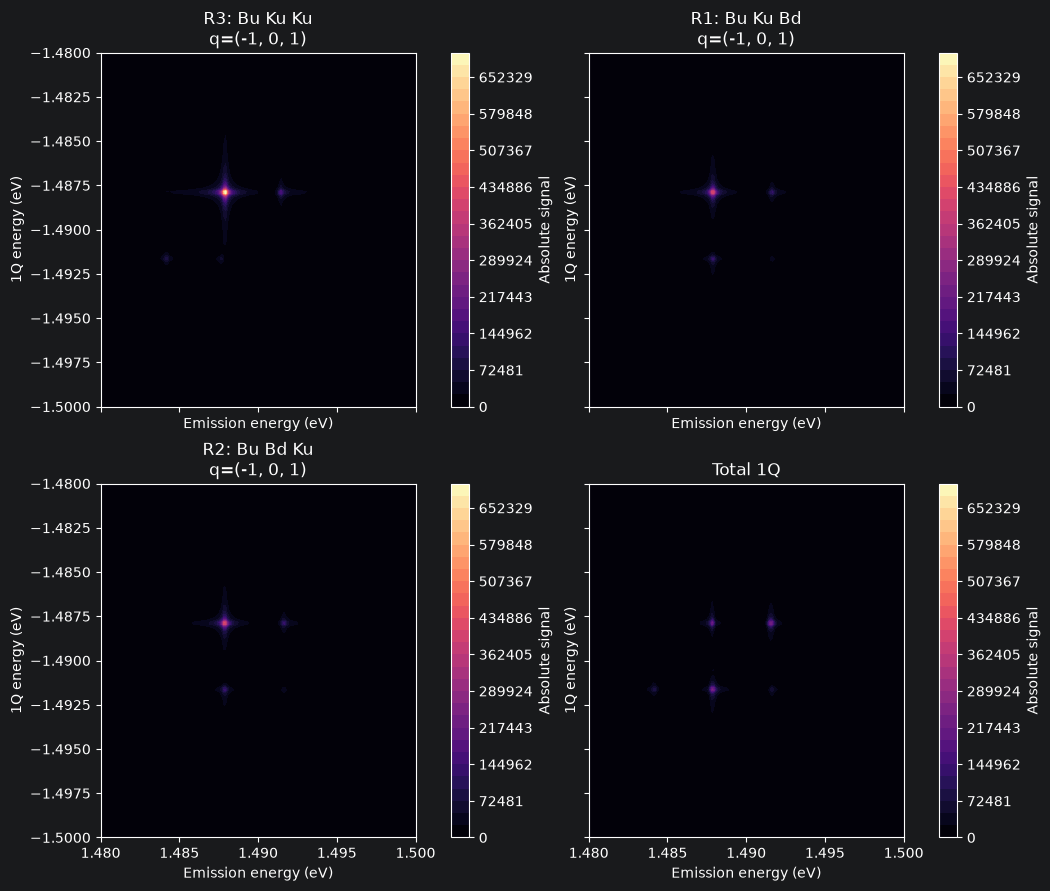 R3: Bu Ku Ku
q=(-1, 0, 1)
1Q energy (eV)
−1.4800
−1.4825
−1.4850
−1.4875
−1.4900
−1.4925
−1.4950
−1.4975
−1.5000
Emission energy (eV)
652329
579848
507367
434886
362405
289924
217443
144962
72481
0
Absolute signal
R1: Bu Ku Bd
q=(-1, 0, 1)
1Q energy (eV)
Emission energy (eV)
652329
579848
507367
434886
362405
289924
217443
144962
72481
0
Absolute signal
R2: Bu Bd Ku
q=(-1, 0, 1)
1Q energy (eV)
−1.4800
−1.4825
−1.4850
−1.4875
−1.4900
−1.4925
−1.4950
−1.4975
−1.5000
1.480 1.485 1.490 1.495 1.500
Emission energy (eV)
652329
579848
507367
434886
362405
289924
217443
144962
72481
0
Absolute signal
Total 1Q
1Q energy (eV)
1.480 1.485 1.490 1.495 1.500
Emission energy (eV)
652329
579848
507367
434886
362405
289924
217443
144962
72481
0
Absolute signal